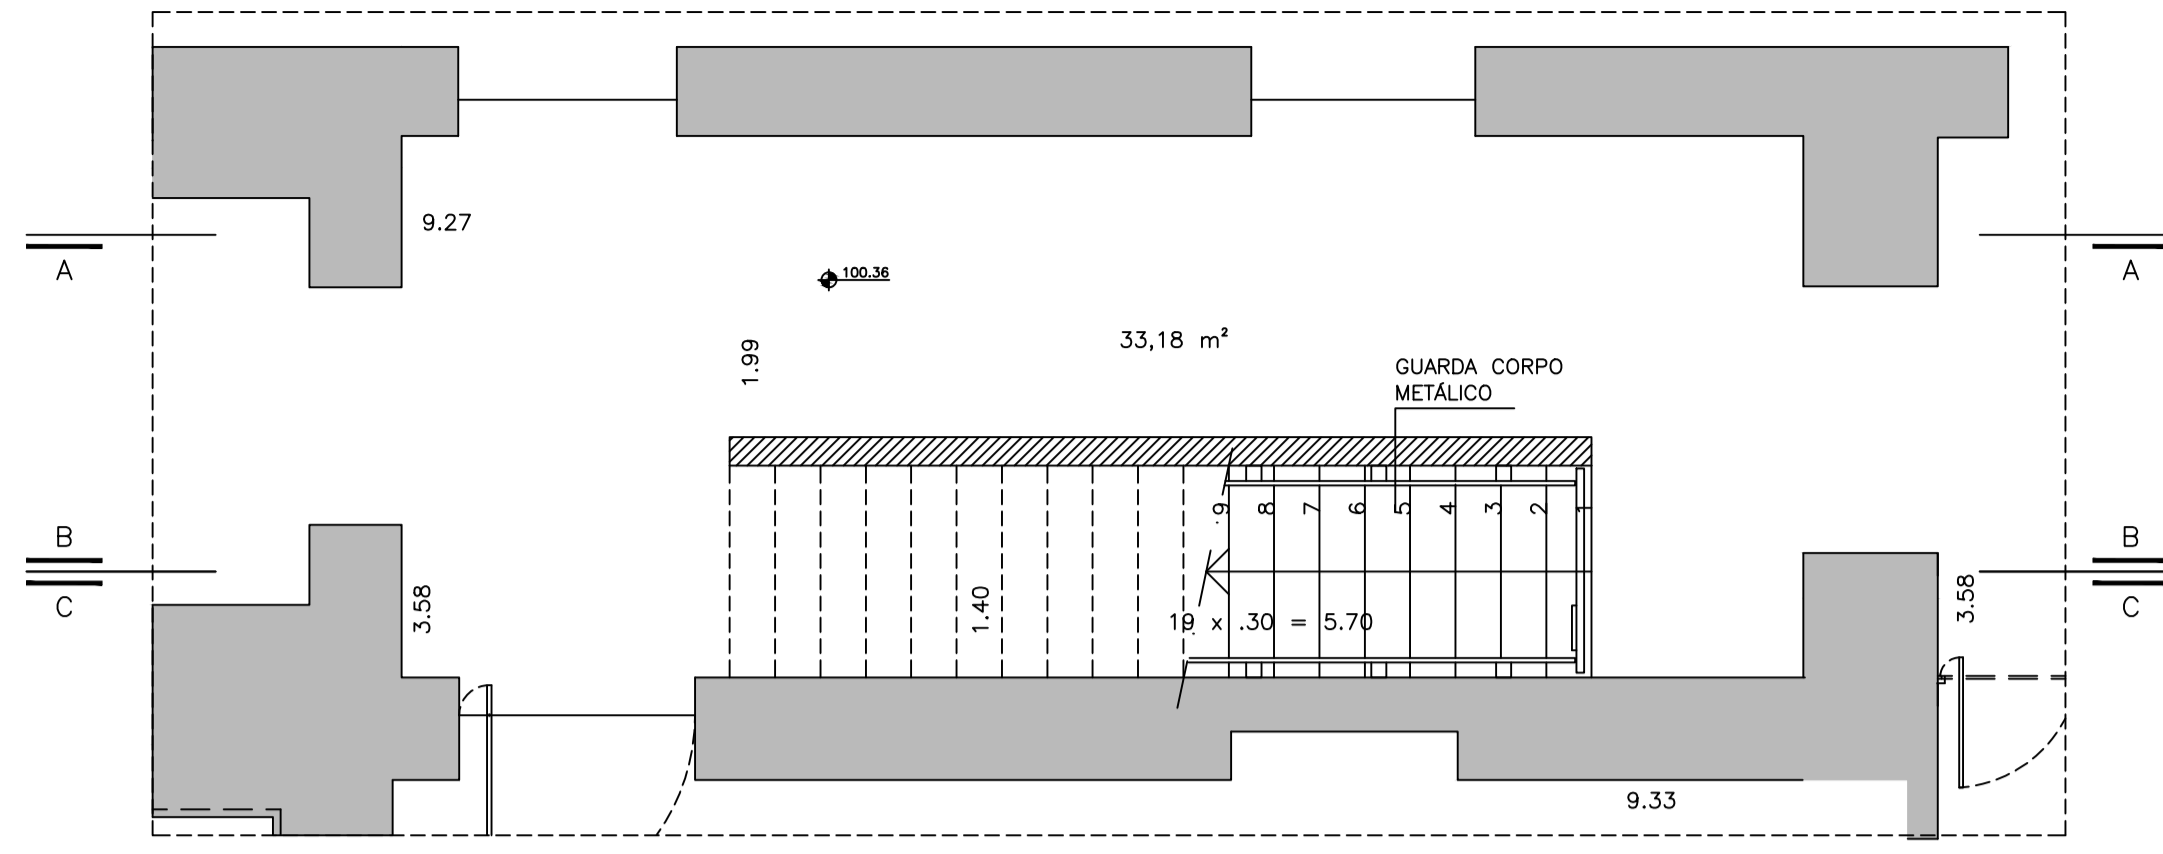 9.27
A
A
100.36
1.99
33,18 m²
GUARDA CORPO
METÁLICO
9 8 7 6 5 4 3 2 1
B
B
C
C
3.58
1.40
19 x .30 = 5.70
3.58
9.33